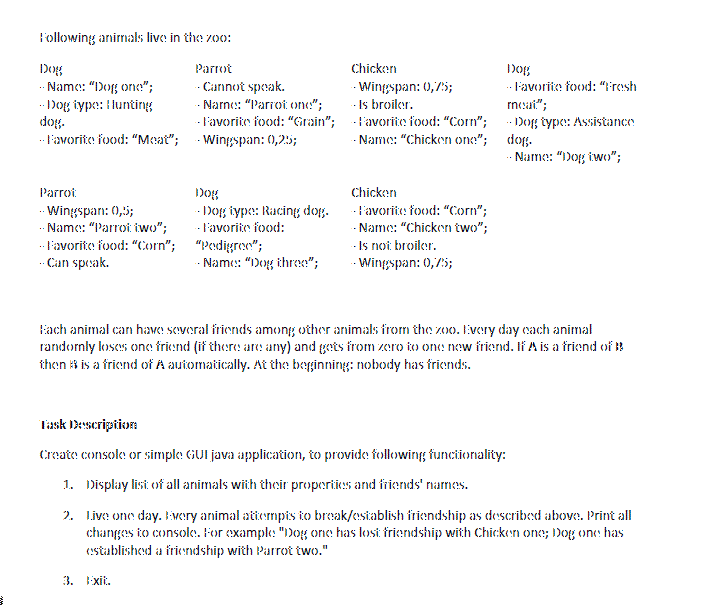 Following animals live in the zoo:
Dog
- Name: “Dog one”;
- Dog type: Hunting
dog.
- Favorite food: “Meat”;
Parrot
- Cannot speak.
- Name: “Parrot one”;
- Favorite food: “Grain”;
- Wingspan: 0,25;
Chicken
- Wingspan: 0,75;
- Is broiler.
- Favorite food: “Corn”;
- Name: “Chicken one”;
Dog
- Favorite food: “Fresh
meat”;
- Dog type: Assistance
dog.
- Name: “Dog two”;
Parrot
- Wingspan: 0,5;
- Name: “Parrot two”;
- Favorite food: “Corn”;
- Can speak.
Dog
- Dog type: Racing dog.
- Favorite food:
“Pedigree”;
- Name: “Dog three”;
Chicken
- Favorite food: “Corn”;
- Name: “Chicken two”;
- Is not broiler.
- Wingspan: 0,75;
Each animal can have several friends among other animals from the zoo. Every day each animal
randomly loses one friend (if there are any) and gets from zero to one new friend. If A is a friend of B
then B is a friend of A automatically. At the beginning: nobody has friends.
Task Description
Create console or simple GUI java application, to provide following functionality:
1. Display list of all animals with their properties and friends' names.
2. Live one day. Every animal attempts to break/establish friendship as described above. Print all
changes to console. For example "Dog one has lost friendship with Chicken one; Dog one has
established a friendship with Parrot two."
3. Exit.